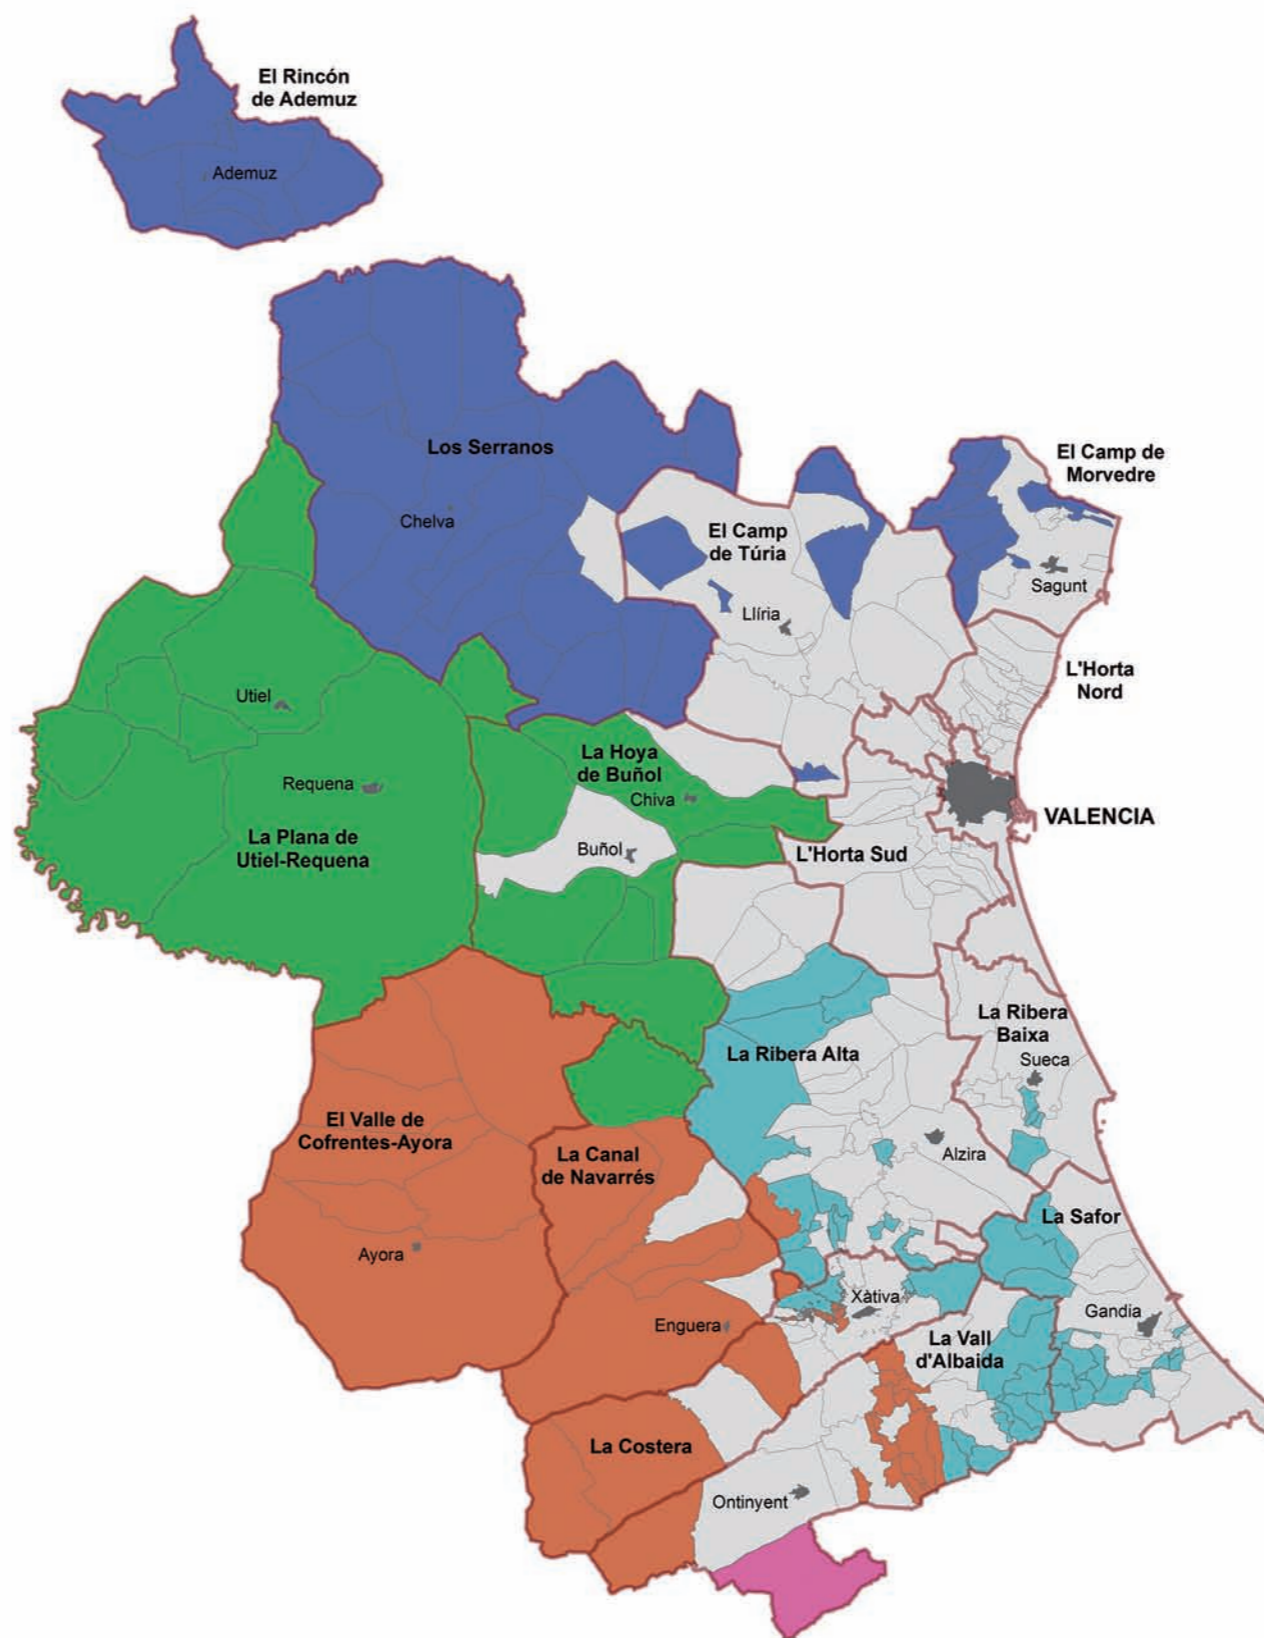 El Rincón
de Ademuz
Ademuz
Los Serranos
El Camp de
Morvedre
Chelva
El Camp
de Túria
Sagunt
Llíria
L'Horta
Nord
Utiel
La Hoya
de Buñol
Requena
Chiva
VALENCIA
La Plana de
Utiel-Requena
Buñol
L'Horta Sud
La Ribera
Baixa
La Ribera Alta
Sueca
El Valle de
Cofrentes-Ayora
La Canal
de Navarrés
Alzira
La Safor
Ayora
Xàtiva
Gandia
Enguera
La Vall
d'Albaida
La Costera
Ontinyent